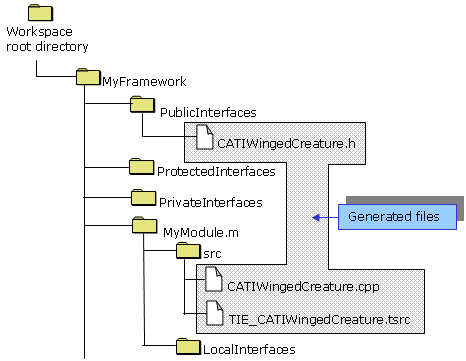 Workspace
root directory
MyFramework
PublicInterfaces
CATIWingedCreature.h
ProtectedInterfaces
PrivateInterfaces
Generated files
MyModule.m
src
CATIWingedCreature.cpp
TIE_CATIWingedCreature.tsrc
LocalInterfaces